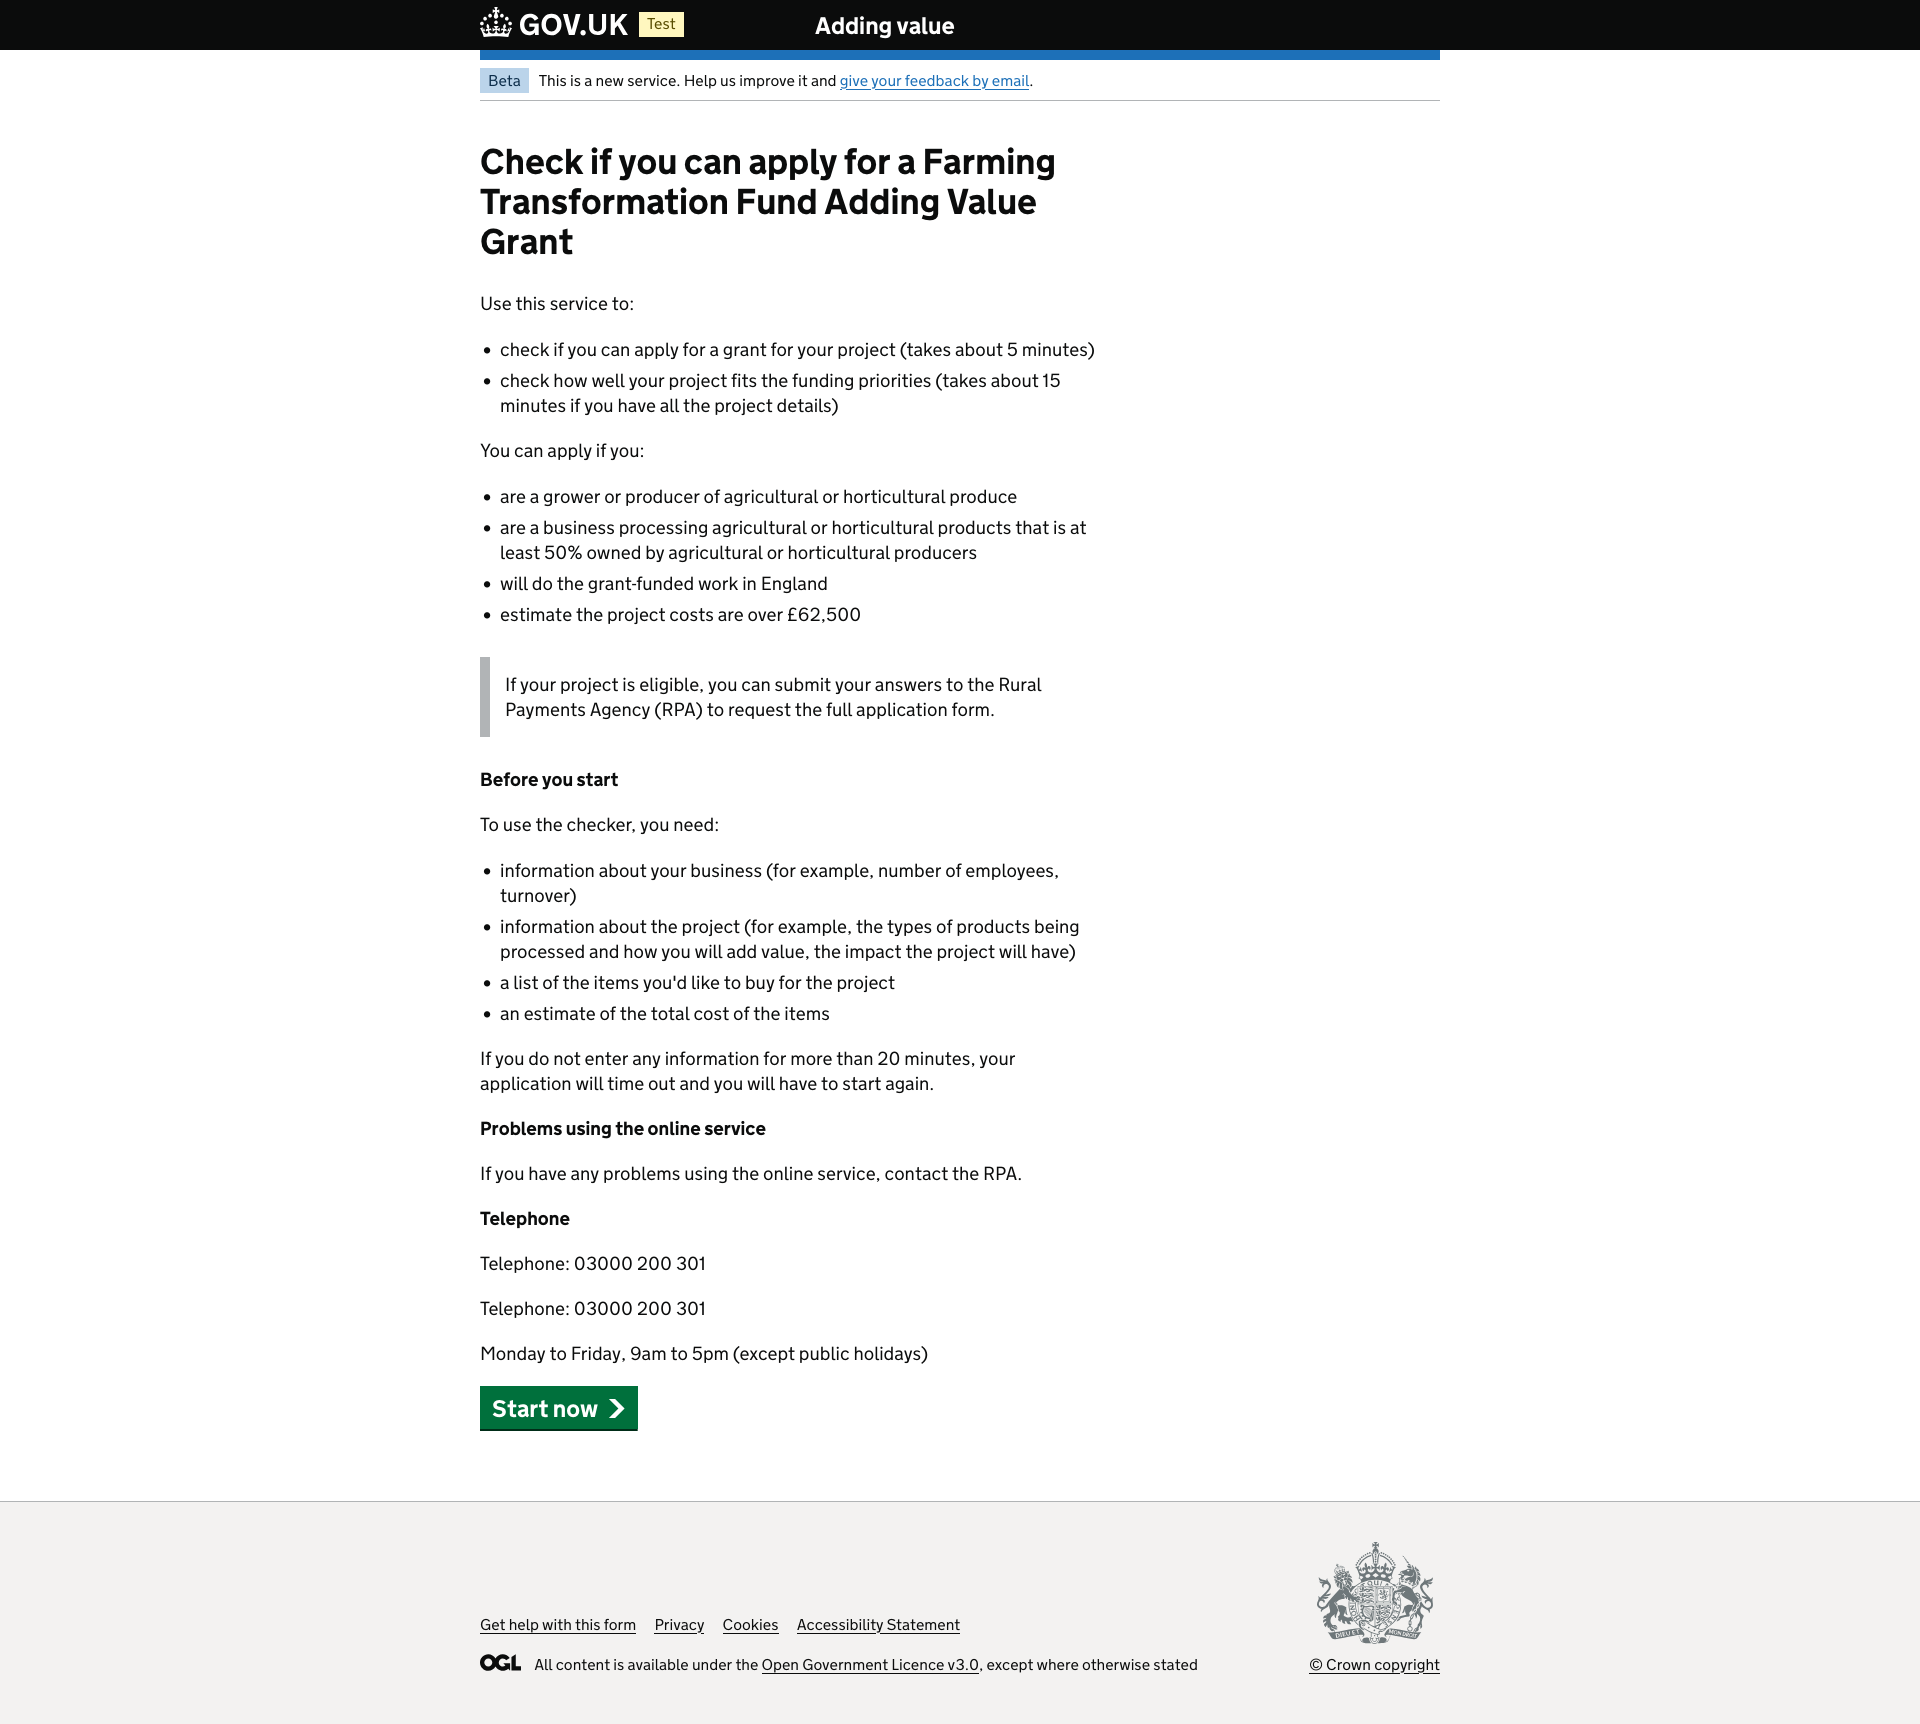 GOV.UK Test Adding value
Beta This is a new service. Help us improve it and give your feedback by email.
Check if you can apply for a Farming
Transformation Fund Adding Value
Grant
Use this service to:
• check if you can apply for a grant for your project (takes about 5 minutes)
• check how well your project fits the funding priorities (takes about 15
minutes if you have all the project details)
You can apply if you:
• are a grower or producer of agricultural or horticultural produce
• are a business processing agricultural or horticultural products that is at
least 50% owned by agricultural or horticultural producers
• will do the grant-funded work in England
• estimate the project costs are over £62,500
If your project is eligible, you can submit your answers to the Rural
Payments Agency (RPA) to request the full application form.
Before you start
To use the checker, you need:
• information about your business (for example, number of employees,
turnover)
• information about the project (for example, the types of products being
processed and how you will add value, the impact the project will have)
• a list of the items you'd like to buy for the project
• an estimate of the total cost of the items
If you do not enter any information for more than 20 minutes, your
application will time out and you will have to start again.
Problems using the online service
If you have any problems using the online service, contact the RPA.
Telephone
Telephone: 03000 200 301
Telephone: 03000 200 301
Monday to Friday, 9am to 5pm (except public holidays)
Start now
Get help with this form Privacy Cookies Accessibility Statement
OGL All content is available under the Open Government Licence v3.0, except where otherwise stated
© Crown copyright